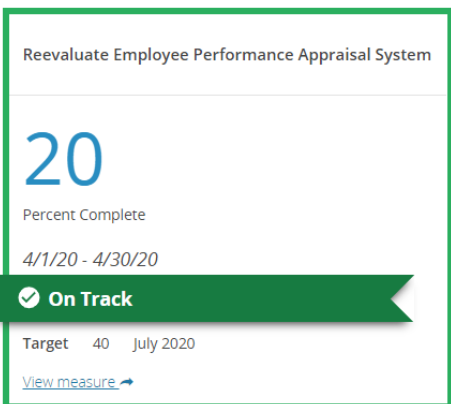 Reevaluate Employee Performance Appraisal System
20
Percent Complete
4/1/20 - 4/30/20
On Track
Target 40 July 2020
View measure